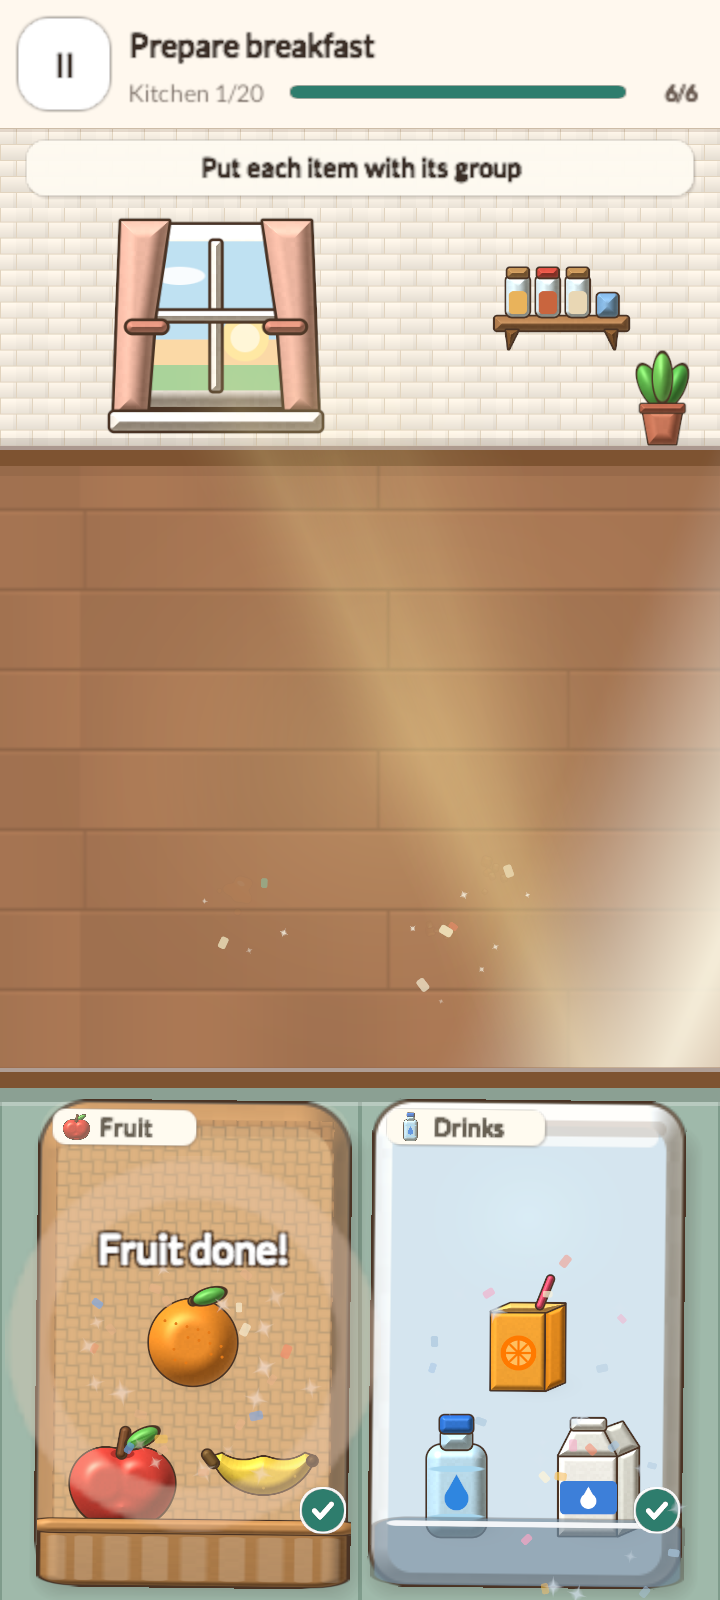 Prepare breakfast
Kitchen 1/20
6/6
Put each item with its group
Fruit
Drinks
Fruit done!